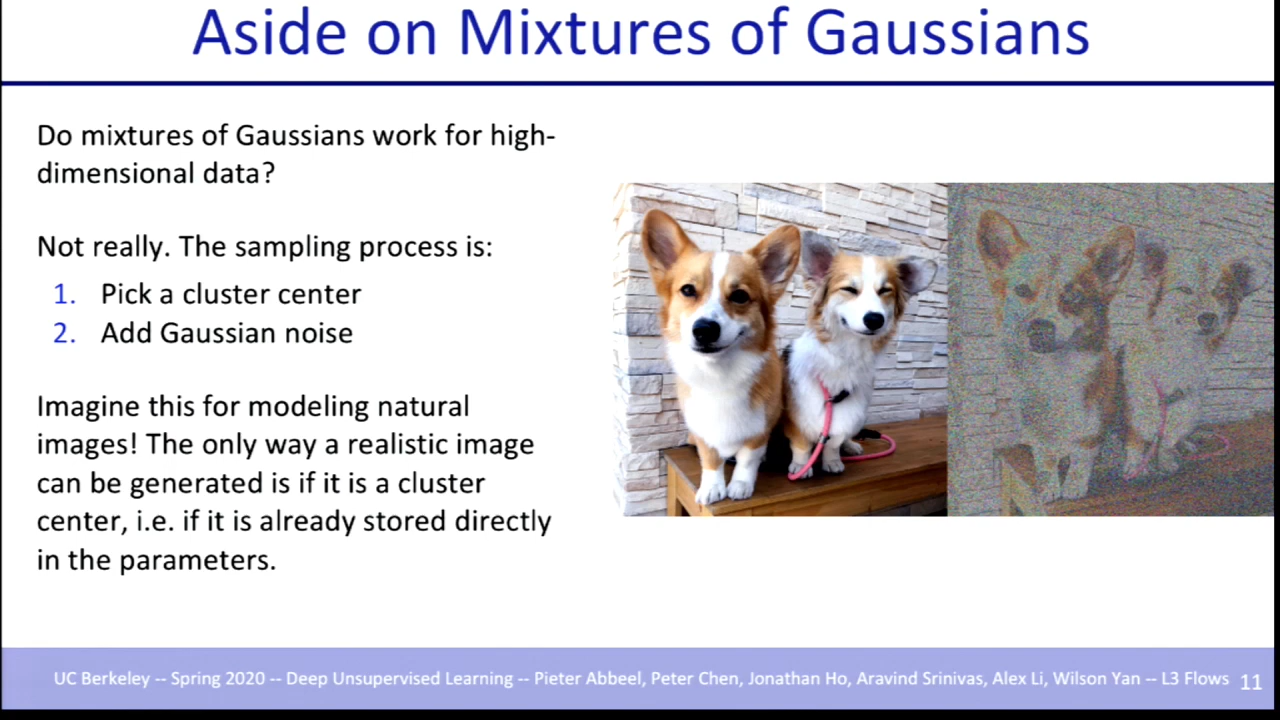 Aside on Mixtures of Gaussians
Do mixtures of Gaussians work for high-
dimensional data?
Not really. The sampling process is:
1. Pick a cluster center
2. Add Gaussian noise
Imagine this for modeling natural
images! The only way a realistic image
can be generated is if it is a cluster
center, i.e. if it is already stored directly
in the parameters.
UC Berkeley -- Spring 2020 -- Deep Unsupervised Learning -- Pieter Abbeel, Peter Chen, Jonathan Ho, Aravind Srinivas, Alex Li, Wilson Yan -- L3 Flows 11